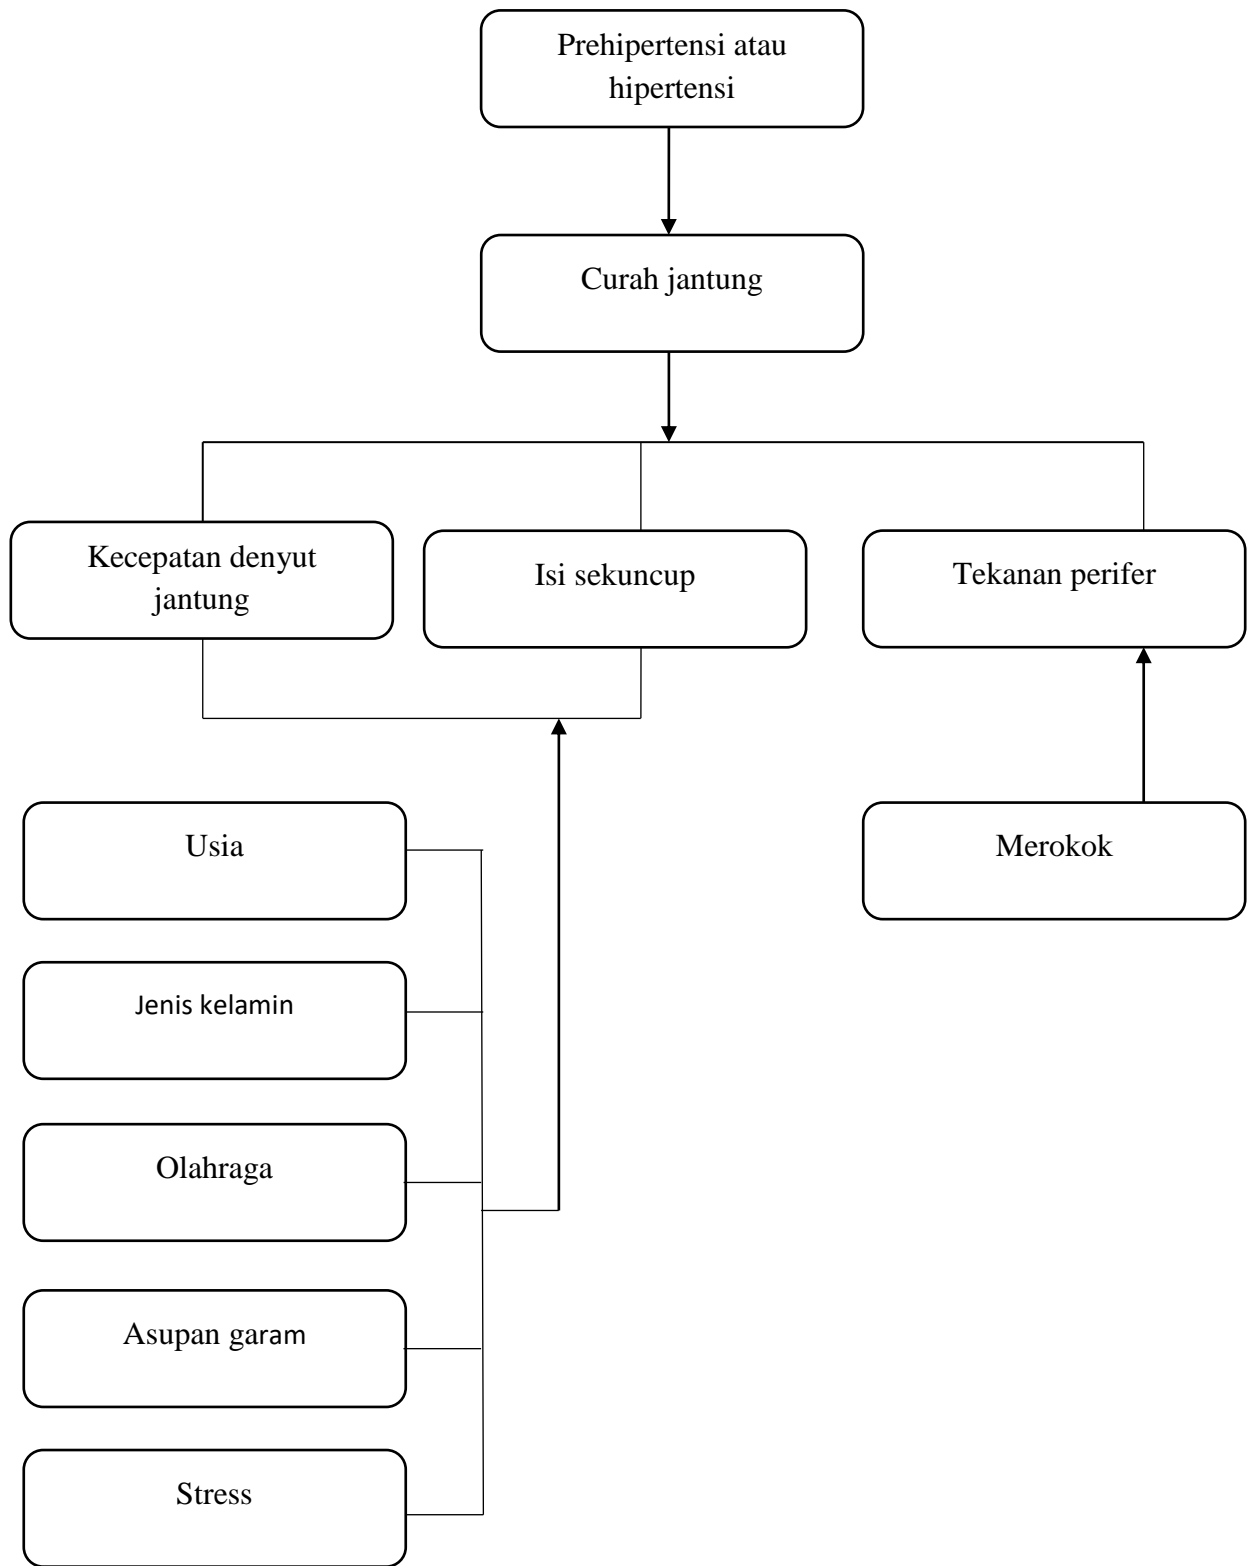 Prehipertensi atau
hipertensi
Curah jantung
Kecepatan denyut
jantung
Isi sekuncup
Tekanan perifer
Usia
Merokok
Jenis kelamin
Olahraga
Asupan garam
Stress